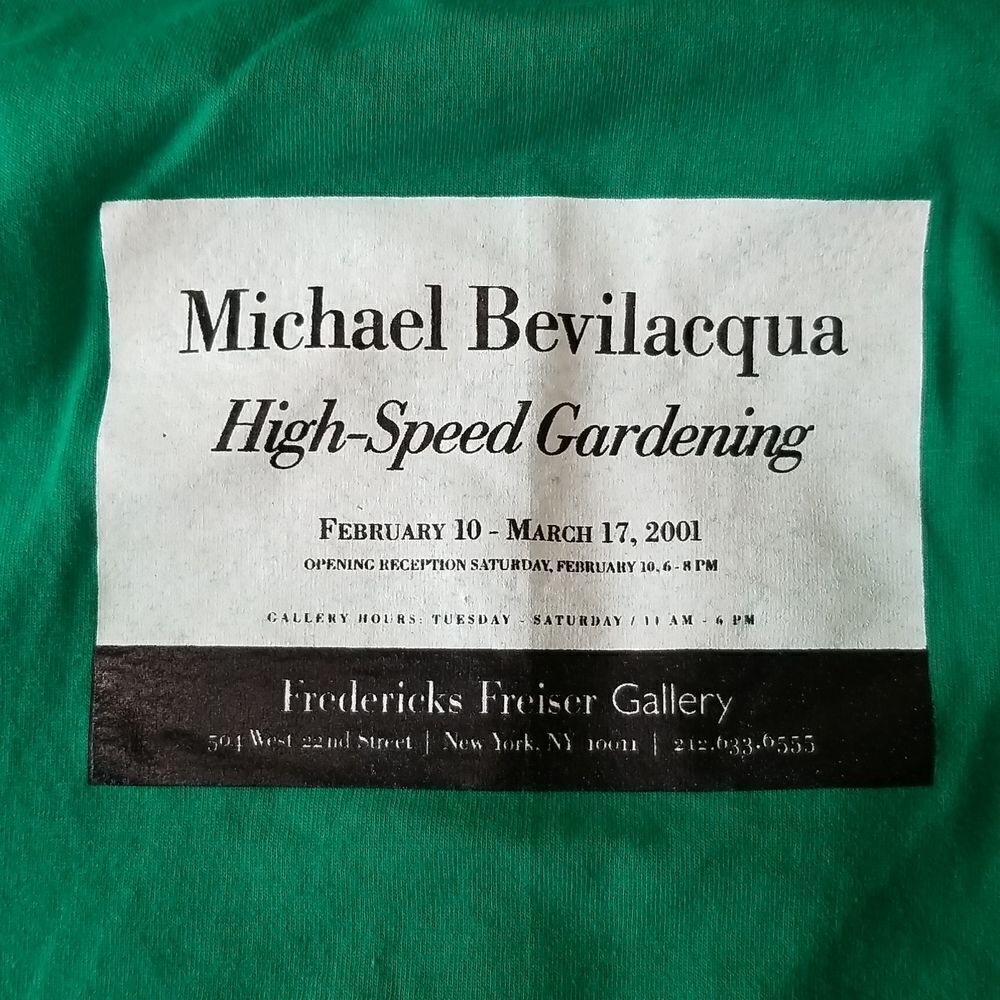 Michael Bevilacqua
High-Speed Gardening
FEBRUARY 10 - MARCH 17, 2001
OPENING RECEPTION SATURDAY, FEBRUARY 10, 6 - 8 PM
GALLERY HOURS: TUESDAY - SATURDAY / 11 AM - 6 PM
Fredericks Freiser Gallery
504 West 22nd Street | New York, NY 10011 | 212.633.6555